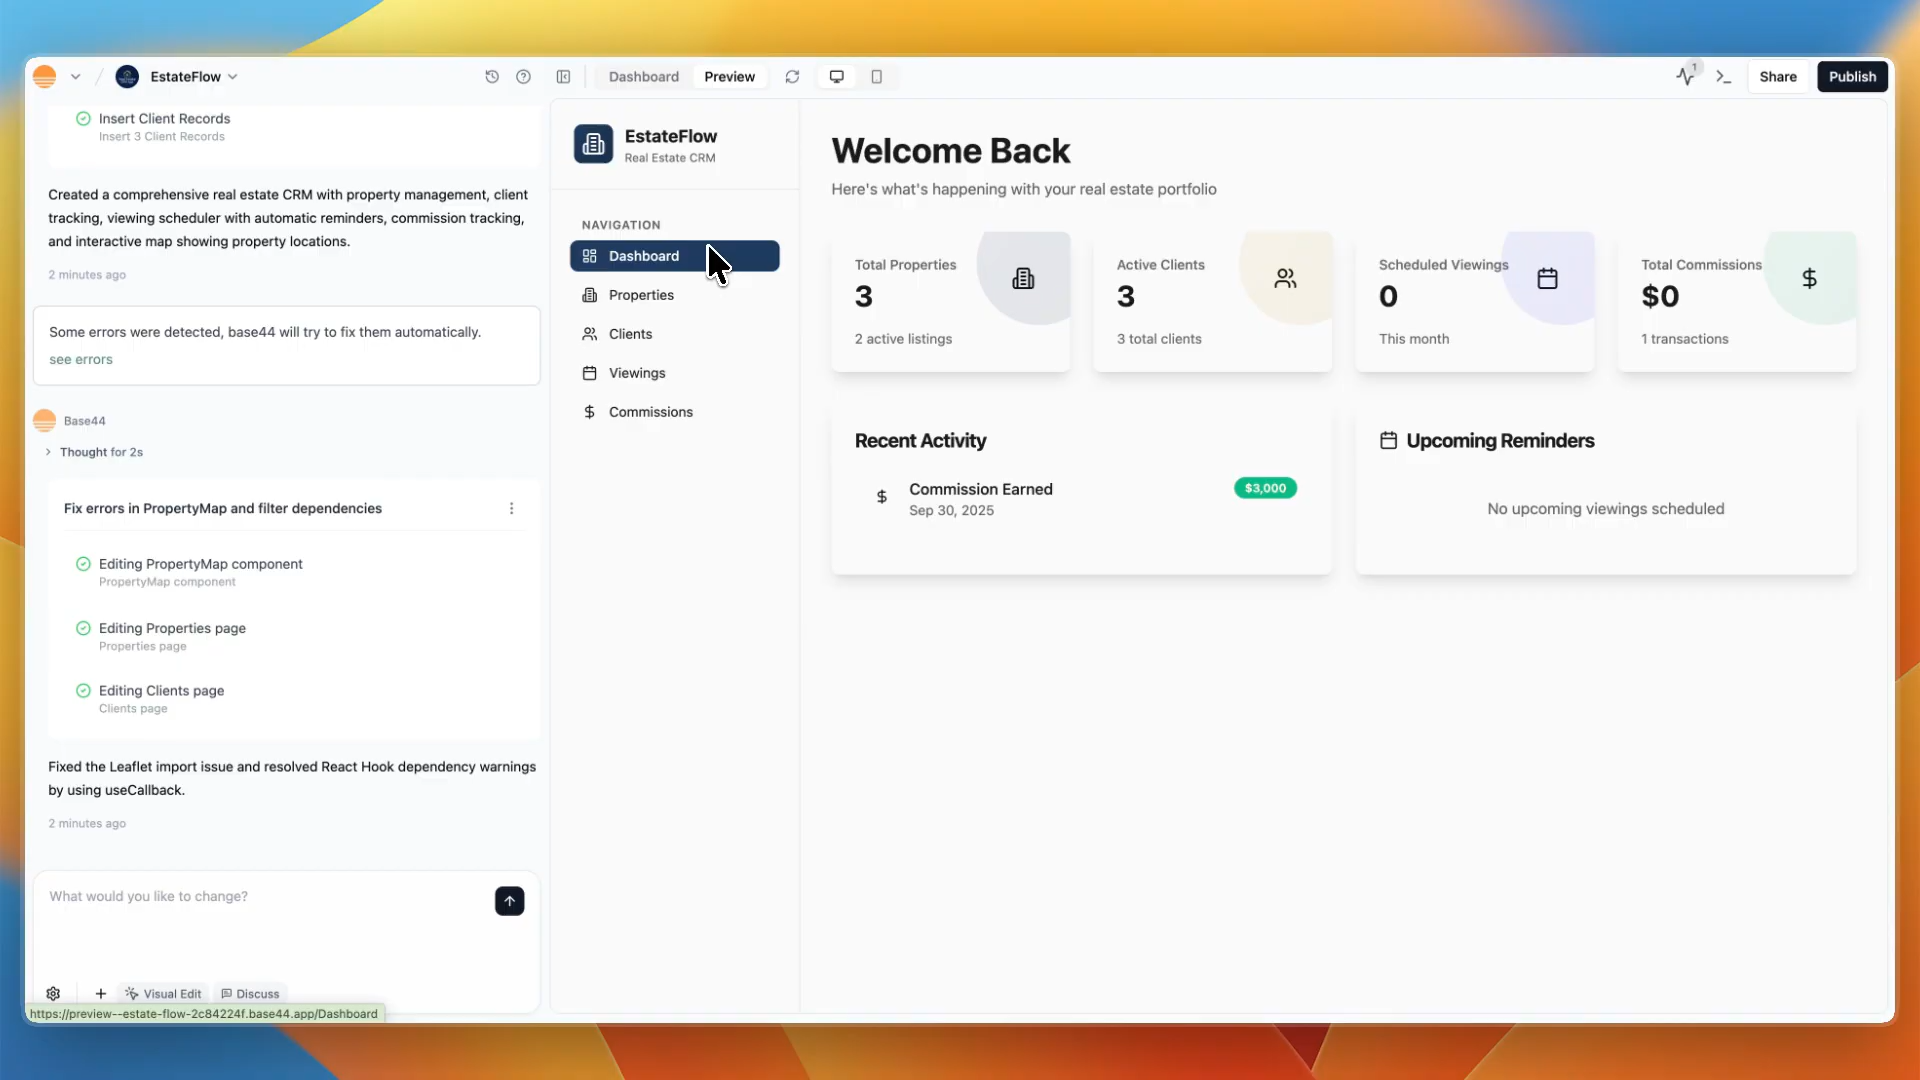 EstateFlow
Dashboard
Preview
1
Share
Publish
Insert Client Records
Insert 3 Client Records
Created a comprehensive real estate CRM with property management, client
tracking, viewing scheduler with automatic reminders, commission tracking,
and interactive map showing property locations.
2 minutes ago
Some errors were detected, base44 will try to fix them automatically.
see errors
Base44
Thought for 2s
Fix errors in PropertyMap and filter dependencies
Editing PropertyMap component
PropertyMap component
Editing Properties page
Properties page
Editing Clients page
Clients page
Fixed the Leaflet import issue and resolved React Hook dependency warnings
by using useCallback.
2 minutes ago
What would you like to change?
Visual Edit
Discuss
https://preview--estate-flow-2c84224f.base44.app/Dashboard
EstateFlow
Real Estate CRM
NAVIGATION
Dashboard
Properties
Clients
Viewings
Commissions
Welcome Back
Here's what's happening with your real estate portfolio
Total Properties
3
2 active listings
Active Clients
3
3 total clients
Scheduled Viewings
0
This month
Total Commissions
$0
1 transactions
Recent Activity
Commission Earned
Sep 30, 2025
$3,000
Upcoming Reminders
No upcoming viewings scheduled